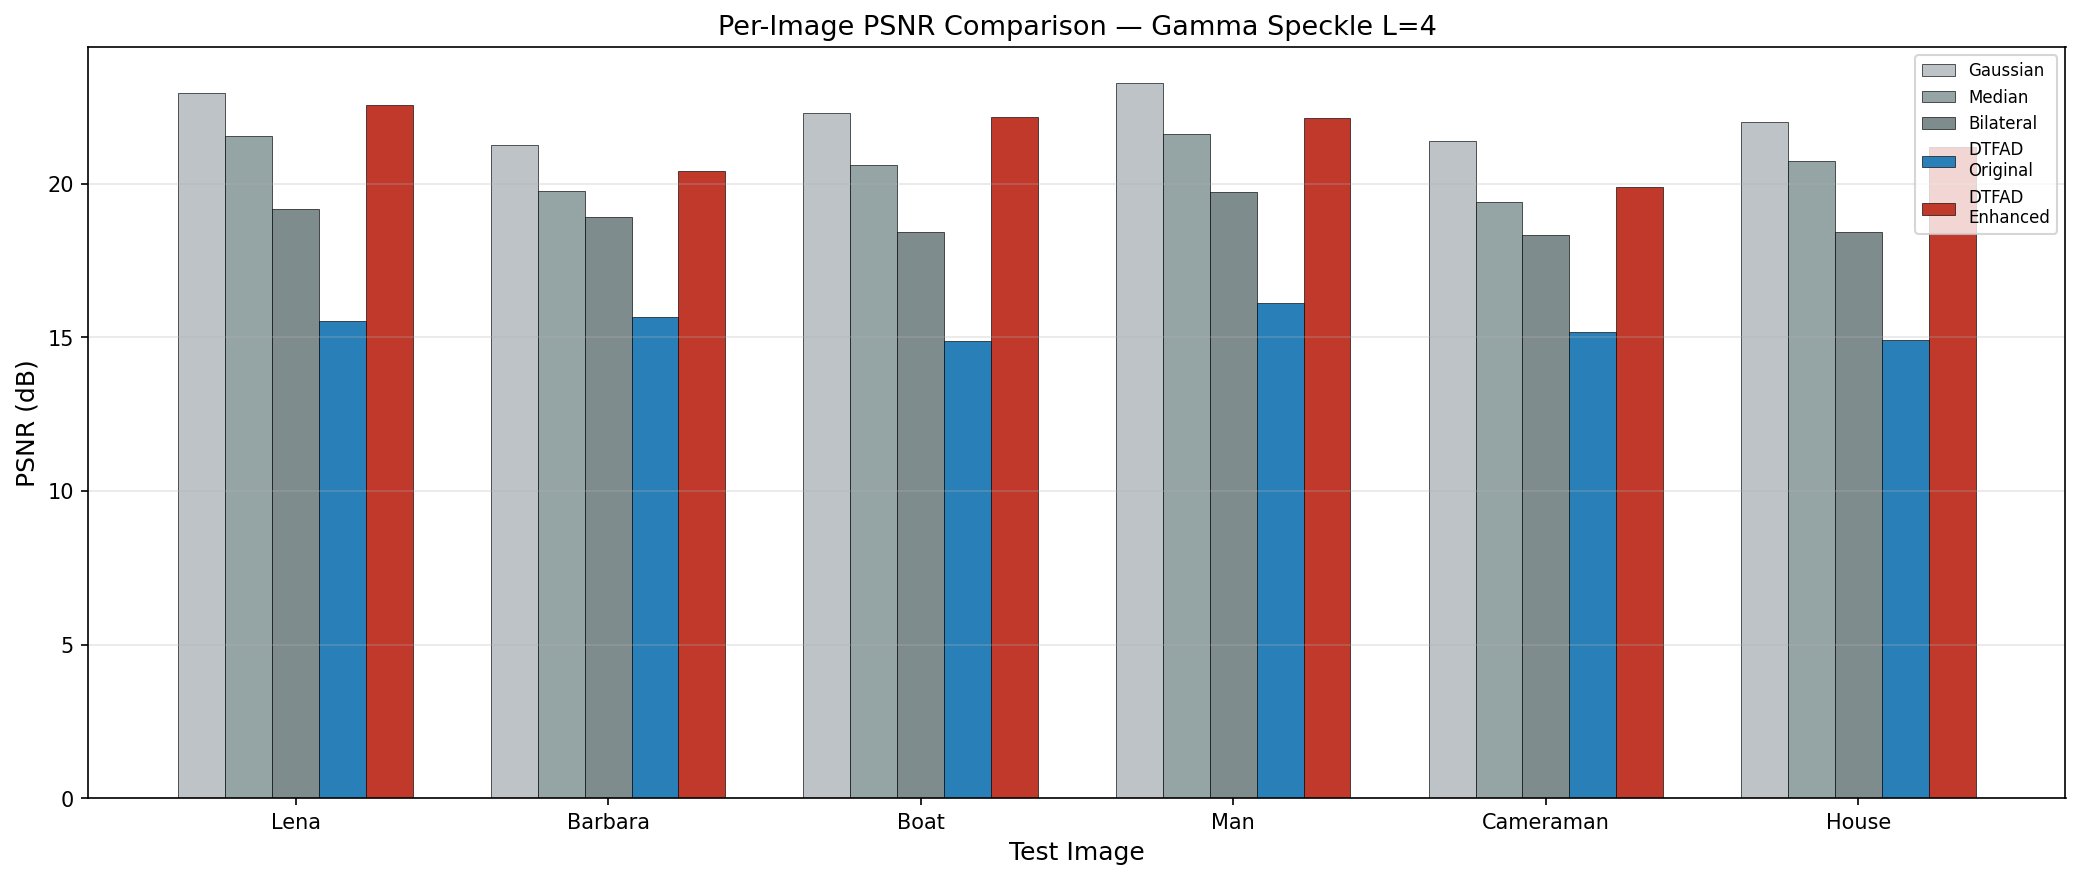 Per-Image PSNR Comparison — Gamma Speckle L=4
Gaussian
Median
Bilateral
DTFAD
Original
DTFAD
Enhanced
PSNR (dB)
20
15
10
5
0
Lena
Barbara
Boat
Man
Cameraman
House
Test Image